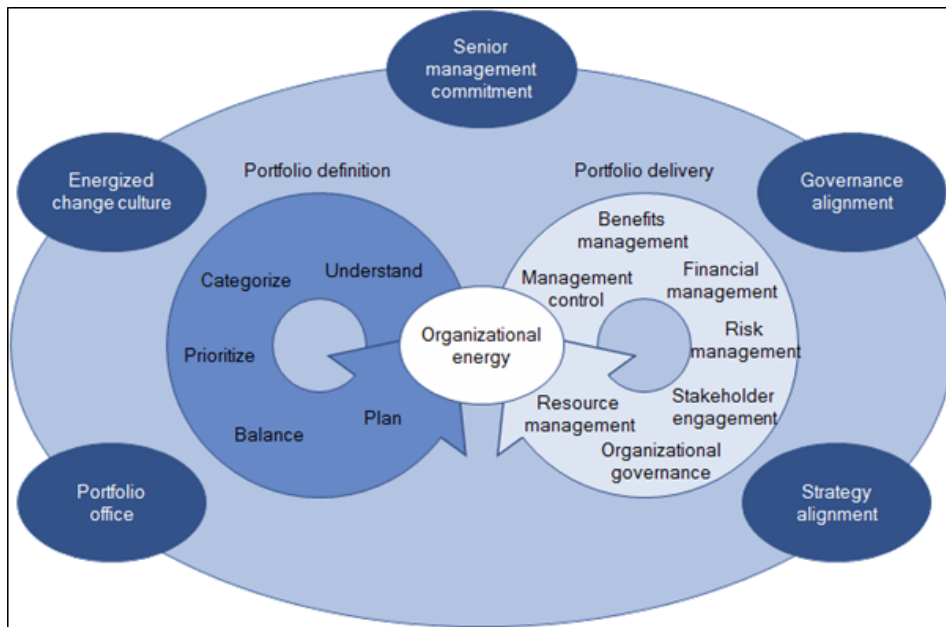 Senior
management
commitment
Energized
change culture
Governance
alignment
Portfolio definition
Portfolio delivery
Understand
Categorize
Prioritize
Balance
Plan
Organizational
energy
Benefits
management
Management
control
Financial
management
Risk
management
Stakeholder
engagement
Resource
management
Organizational
governance
Portfolio
office
Strategy
alignment